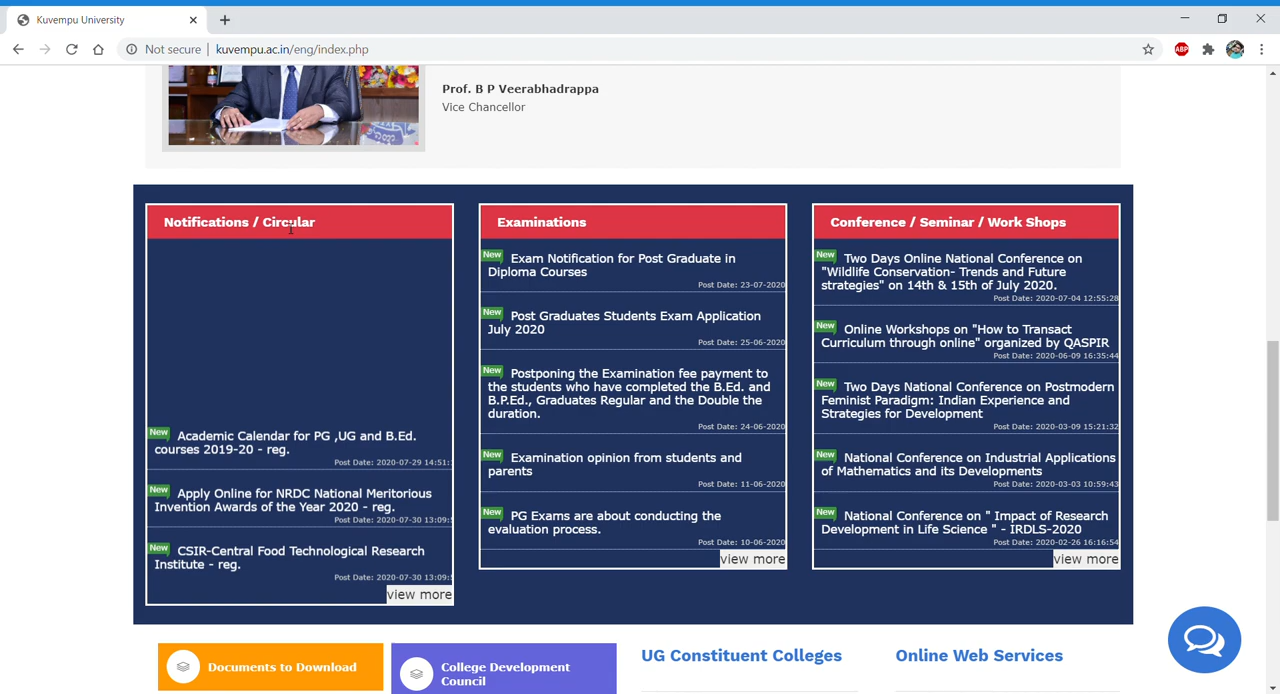 Kuvempu University
Not secure
kuvempu.ac.in/eng/index.php
ABP
Prof. B P Veerabhadrappa
Vice Chancellor
Notifications / Circular
New Academic Calendar for PG ,UG and B.Ed.
courses 2019-20 - reg.
Post Date: 2020-07-29 14:51:
New Apply Online for NRDC National Meritorious
Invention Awards of the Year 2020 - reg.
Post Date: 2020-07-30 13:09:
New CSIR-Central Food Technological Research
Institute - reg.
Post Date: 2020-07-30 13:09:
view more
Examinations
New Exam Notification for Post Graduate in
Diploma Courses
Post Date: 23-07-2020
New Post Graduates Students Exam Application
July 2020
Post Date: 25-06-2020
New Postponing the Examination fee payment to
the students who have completed the B.Ed. and
B.P.Ed., Graduates Regular and the Double the
duration.
Post Date: 24-06-2020
New Examination opinion from students and
parents
Post Date: 11-06-2020
New PG Exams are about conducting the
evaluation process.
Post Date: 10-06-2020
view more
Conference / Seminar / Work Shops
New Two Days Online National Conference on
"Wildlife Conservation- Trends and Future
strategies" on 14th & 15th of July 2020.
Post Date: 2020-07-04 12:55:28
New Online Workshops on "How to Transact
Curriculum through online" organized by QASPIR
Post Date: 2020-06-09 16:35:44
New Two Days National Conference on Postmodern
Feminist Paradigm: Indian Experience and
Strategies for Development
Post Date: 2020-03-09 15:21:32
New National Conference on Industrial Applications
of Mathematics and its Developments
Post Date: 2020-03-03 10:59:43
New National Conference on " Impact of Research
Development in Life Science " - IRDLS-2020
Post Date: 2020-02-26 16:16:54
view more
Documents to Download
College Development
Council
UG Constituent Colleges
Online Web Services